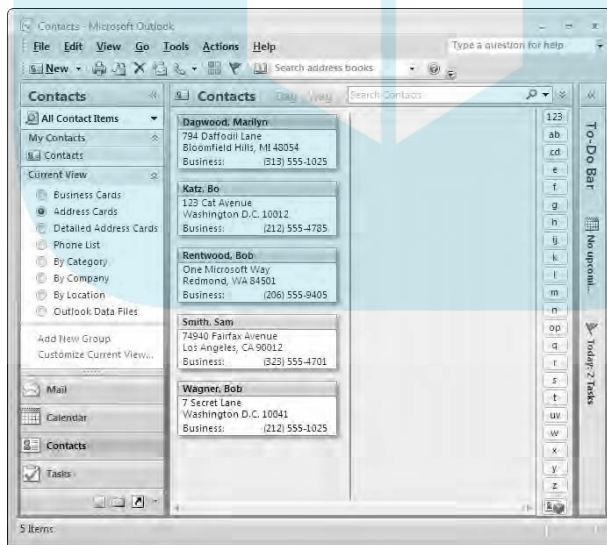 Contacts - Microsoft Outlook
File Edit View Go Tools Actions Help
Type a question for help
New
Search address books
Contacts
All Contact Items
My Contacts
Contacts
Current View
Business Cards
Address Cards
Detailed Address Cards
Phone List
By Category
By Company
By Location
Outlook Data Files
Add New Group
Customize Current View...
Mail
Calendar
Contacts
Tasks
5 Items
Contacts
Search Contacts
Dagwood, Marilyn
794 Daffodil Lane
Bloomfield Hills, MI 48054
Business: (313) 555-1025
Katz, Bo
123 Cat Avenue
Washington D.C. 10012
Business: (212) 555-4785
Rentwood, Bob
One Microsoft Way
Redmond, WA 84501
Business: (206) 555-9405
Smith, Sam
74940 Fairfax Avenue
Los Angeles, CA 90012
Business: (323) 555-4701
Wagner, Bob
7 Secret Lane
Washington D.C. 10041
Business: (212) 555-1025
123
ab
cd
e
f
g
h
ij
k
l
m
n
op
q
r
s
t
uv
w
x
y
z
To-Do Bar
No upcomi...
Today: 2 Tasks